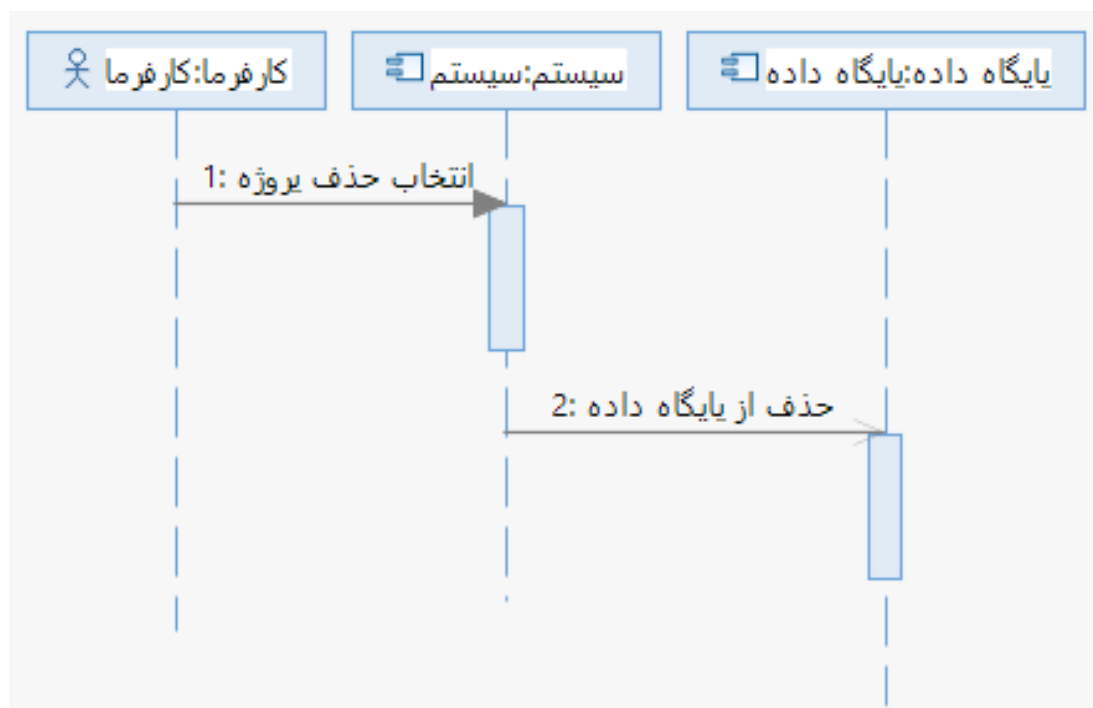 کارفرما:کارفرما
سیستم:سیستم
پایگاه داده:پایگاه داده
1: انتخاب حذف پروژه
2: حذف از پایگاه داده